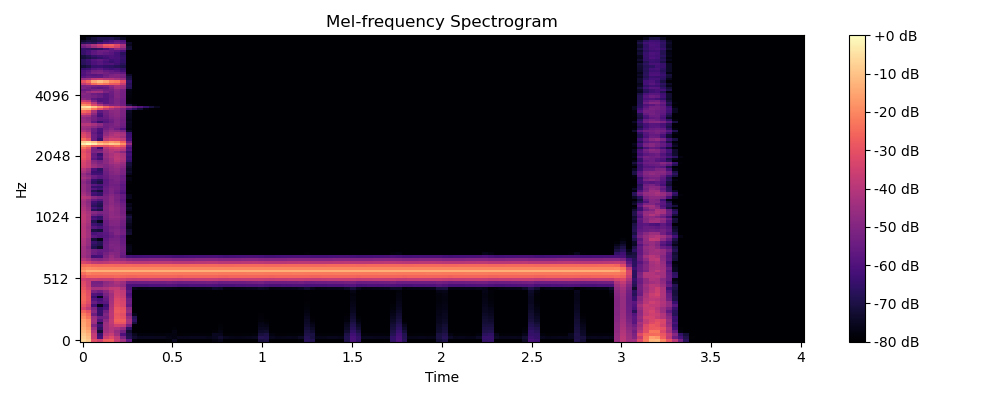 Mel-frequency Spectrogram
Hz
4096
2048
1024
512
0
0
0.5
1
1.5
2
2.5
3
3.5
4
Time
+0 dB
-10 dB
-20 dB
-30 dB
-40 dB
-50 dB
-60 dB
-70 dB
-80 dB